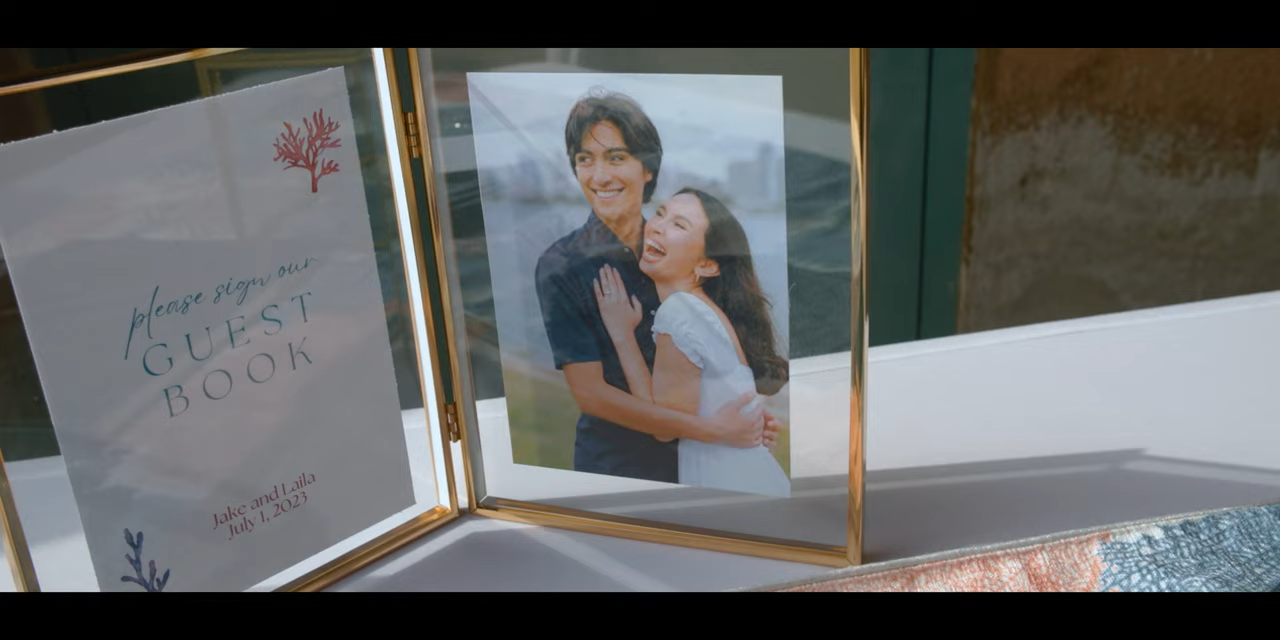 please sign our
GUEST
BOOK
Jake and Laila
July 1, 2023